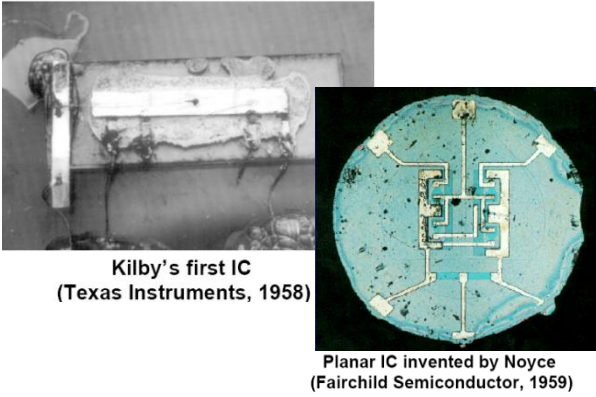 Kilby's first IC
(Texas Instruments, 1958)
Planar IC invented by Noyce
(Fairchild Semiconductor, 1959)